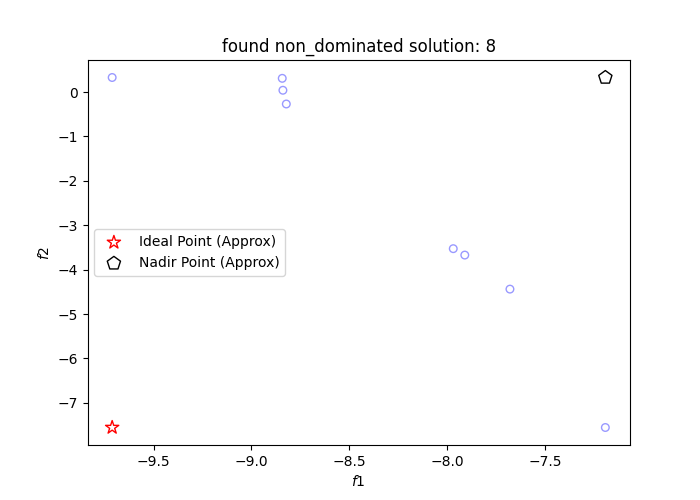 found non_dominated solution: 8
0
−1
−2
−3
−4
−5
−6
−7
f2
Ideal Point (Approx)
Nadir Point (Approx)
−9.5 −9.0 −8.5 −8.0 −7.5
f1